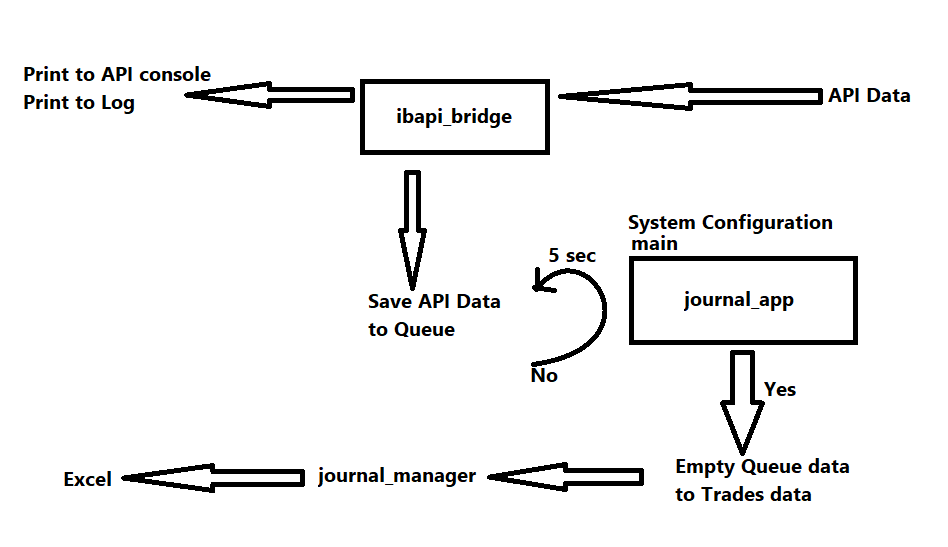 Print to API console
Print to Log
ibapi_bridge
API Data
System Configuration
main
5 sec
journal_app
Save API Data
to Queue
No
Yes
Empty Queue data
to Trades data
journal_manager
Excel